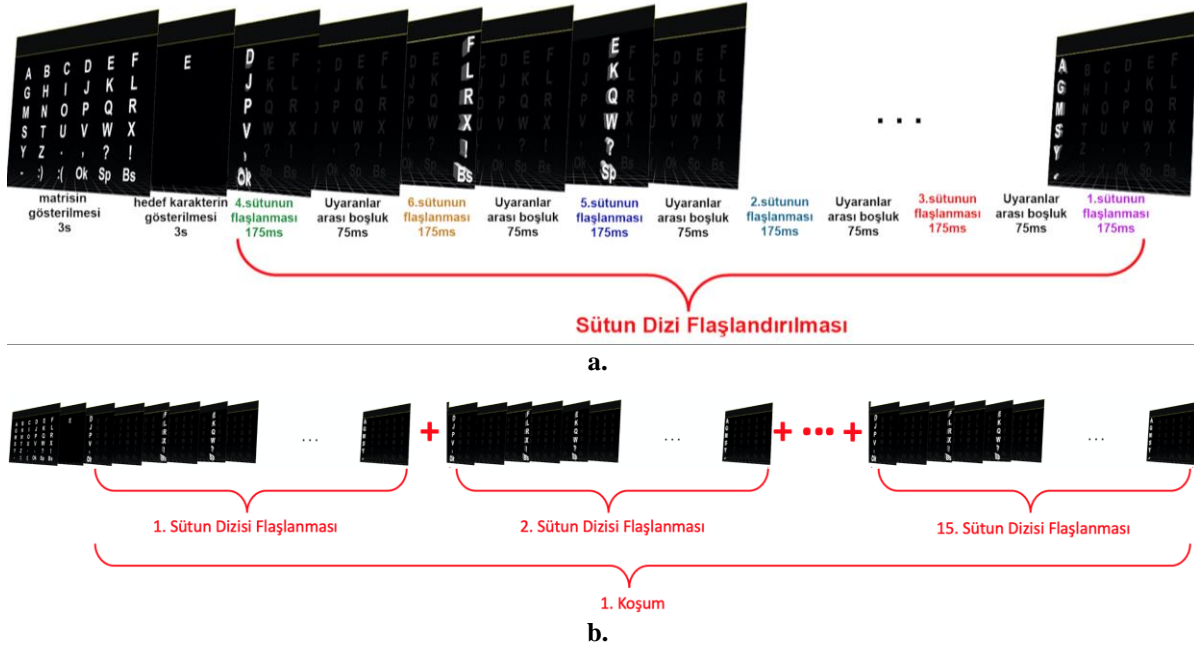 A B C D E F
G H I J K L
M N O P Q R
S T U V W X
Y Z . , ? !
- :) :( Ok Sp Bs
E
D
J
P
V
,
Ok
F
L
R
X
!
Bs
E
K
Q
W
?
Sp
. . .
A
G
M
S
Y
matrisin gösterilmesi 3s
hedef karakterin gösterilmesi 3s
4.sütunun flaşlanması 175ms
Uyaranlar arası boşluk 75ms
6.sütunun flaşlanması 175ms
Uyaranlar arası boşluk 75ms
5.sütunun flaşlanması 175ms
Uyaranlar arası boşluk 75ms
2.sütunun flaşlanması 175ms
Uyaranlar arası boşluk 75ms
3.sütunun flaşlanması 175ms
Uyaranlar arası boşluk 75ms
1.sütunun flaşlanması 175ms
Sütun Dizi Flaşlandırılması
a.
... + ... + ••• + ...
1. Sütun Dizisi Flaşlanması
2. Sütun Dizisi Flaşlanması
15. Sütun Dizisi Flaşlanması
1. Koşum
b.